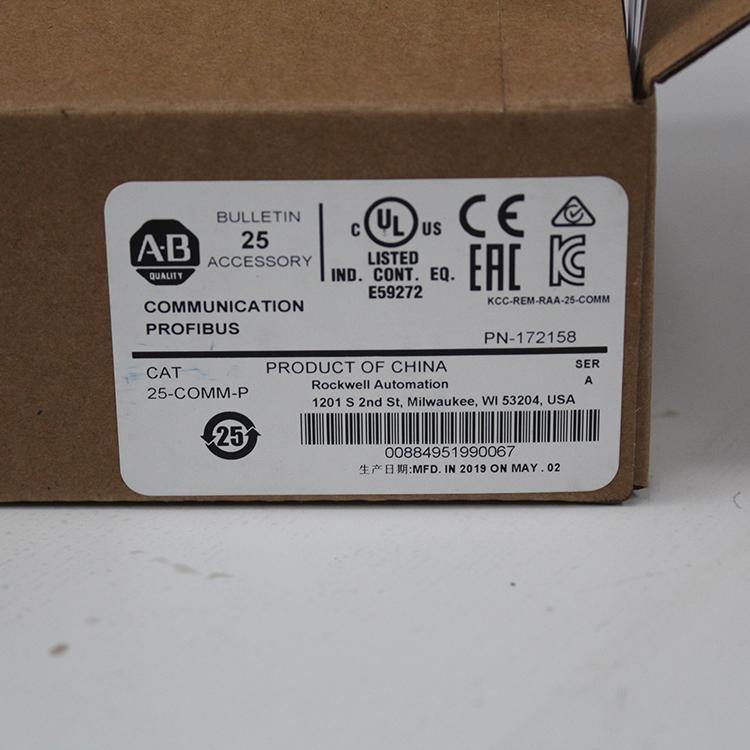 A-B
QUALITY
BULLETIN
25
ACCESSORY
C UL US
LISTED
IND. CONT. EQ.
E59272
CE
EAC
KC
KCC-REM-RAA-25-COMM
COMMUNICATION
PROFIBUS
PN-172158
CAT
25-COMM-P
PRODUCT OF CHINA
Rockwell Automation
1201 S 2nd St, Milwaukee, WI 53204, USA
SER
A
25
00884951990067
生产日期:MFD. IN 2019 ON MAY . 02